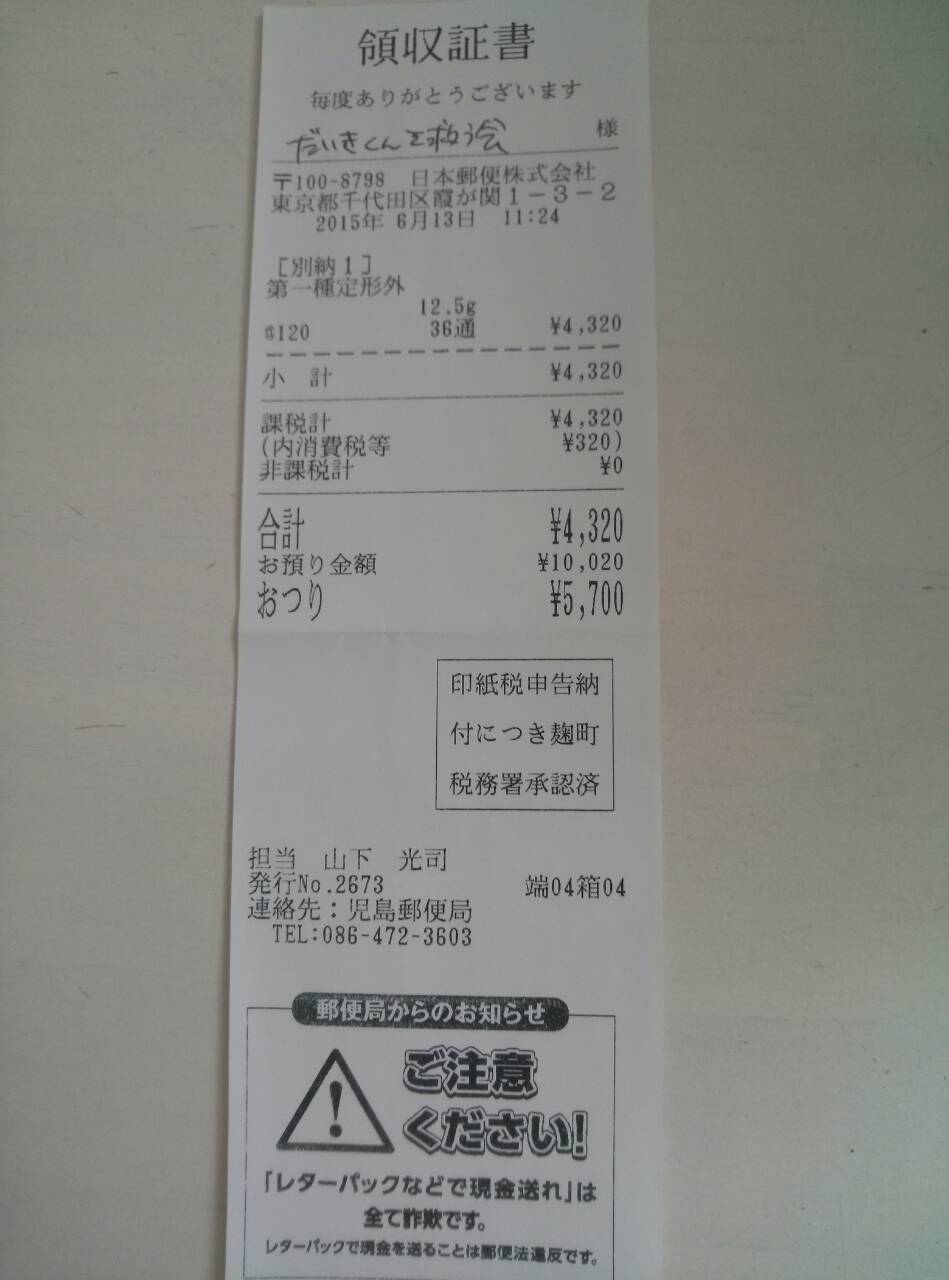 領収証書
毎度ありがとうございます
だいきくんを救う会 様
〒100-8798 日本郵便株式会社
東京都千代田区霞が関1-3-2
2015年 6月13日 11:24
[別納1]
第一種定形外
12.5g
@120 36通 ¥4,320
小 計 ¥4,320
課税計 ¥4,320
(内消費税等 ¥320)
非課税計 ¥0
合計 ¥4,320
お預り金額 ¥10,020
おつり ¥5,700
印紙税申告納
付につき麹町
税務署承認済
担当 山下 光司
発行No.2673 端04箱04
連絡先:児島郵便局
TEL:086-472-3603
郵便局からのお知らせ
ご注意
ください!
「レターパックなどで現金送れ」は
全て詐欺です。
レターパックで現金を送ることは郵便法違反です。